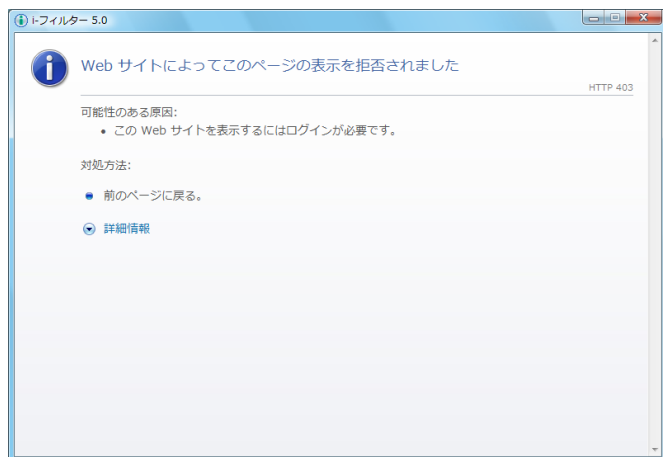 i-フィルター 5.0
Web サイトによってこのページの表示を拒否されました
HTTP 403
可能性のある原因:
• この Web サイトを表示するにはログインが必要です。
対処方法:
前のページに戻る。
詳細情報